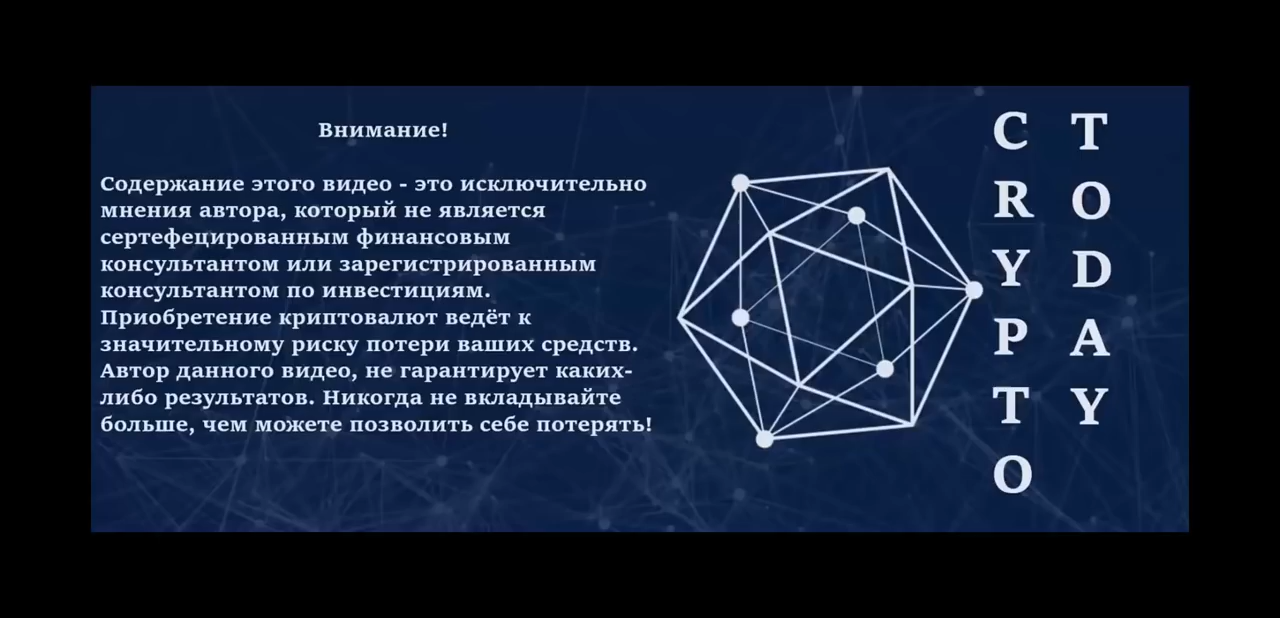 Внимание!
Содержание этого видео - это исключительно
мнения автора, который не является
сертефецированным финансовым
консультантом или зарегистрированным
консультантом по инвестициям.
Приобретение криптовалют ведёт к
значительному риску потери ваших средств.
Автор данного видео, не гарантирует каких-
либо результатов. Никогда не вкладывайте
больше, чем можете позволить себе потерять!
CRYPTO
TODAY